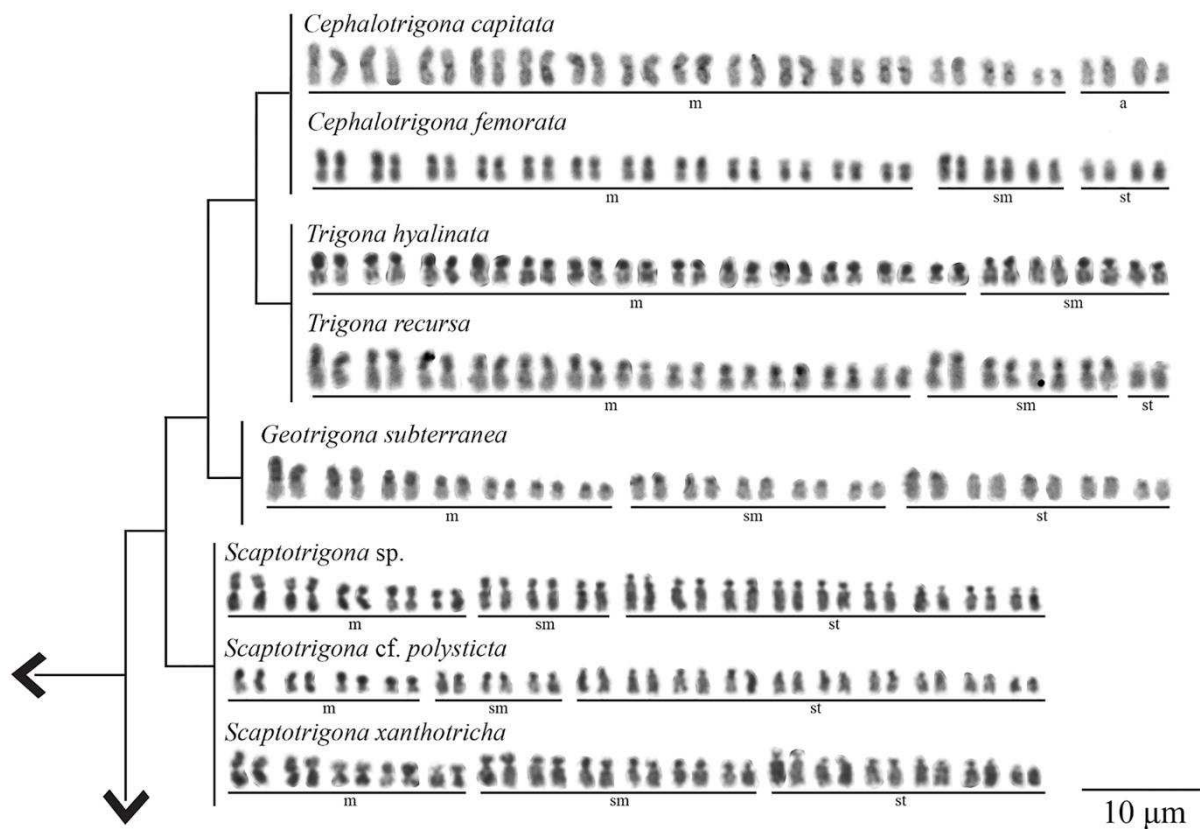 Cephalotrigona capitata
m a
Cephalotrigona femorata
m sm st
Trigona hyalinata
m sm
Trigona recursa
m sm st
Geotrigona subterranea
m sm st
Scaptotrigona sp.
m sm st
Scaptotrigona cf. polysticta
m sm st
Scaptotrigona xanthotricha
m sm st
10 μm